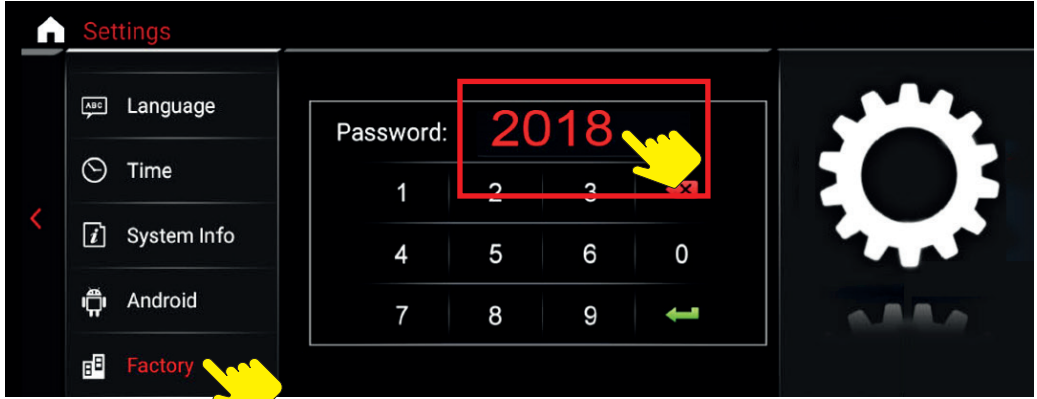 Settings
ABC Language
Time
i System Info
Android
Factory
Password: 2018
1 2 3
4 5 6 0
7 8 9